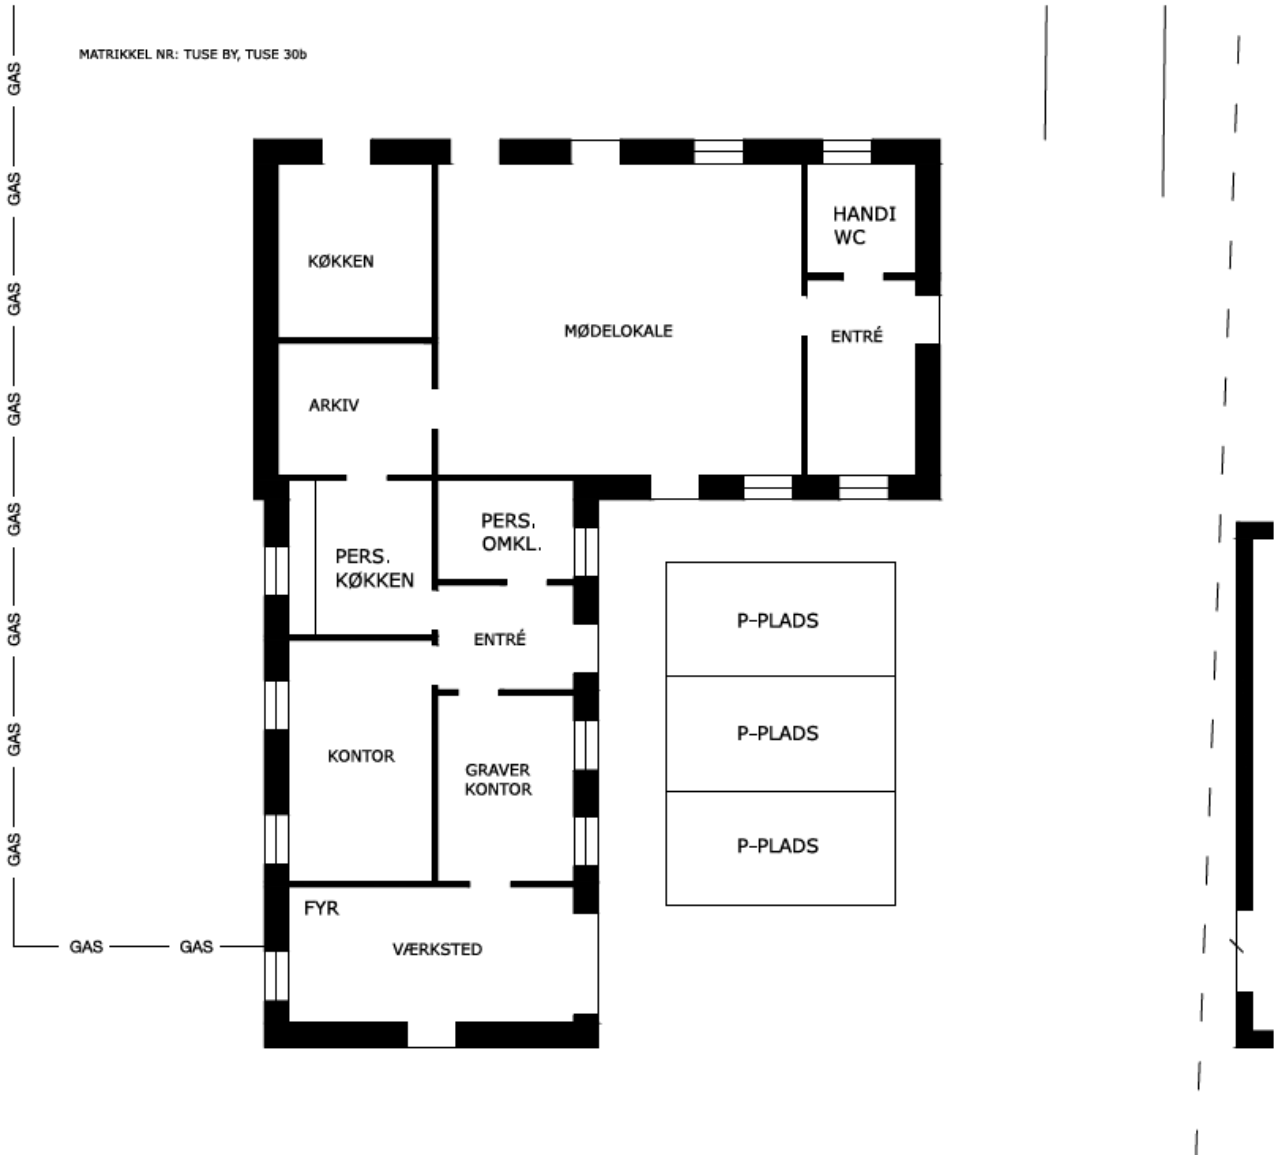 MATRIKKEL NR: TUSE BY, TUSE 30b
GAS
GAS
GAS
GAS
GAS
GAS
GAS
GAS
GAS
GAS
KØKKEN
MØDELOKALE
HANDI
WC
ENTRÉ
ARKIV
PERS.
KØKKEN
PERS.
OMKL.
ENTRÉ
KONTOR
GRAVER
KONTOR
FYR
VÆRKSTED
P-PLADS
P-PLADS
P-PLADS